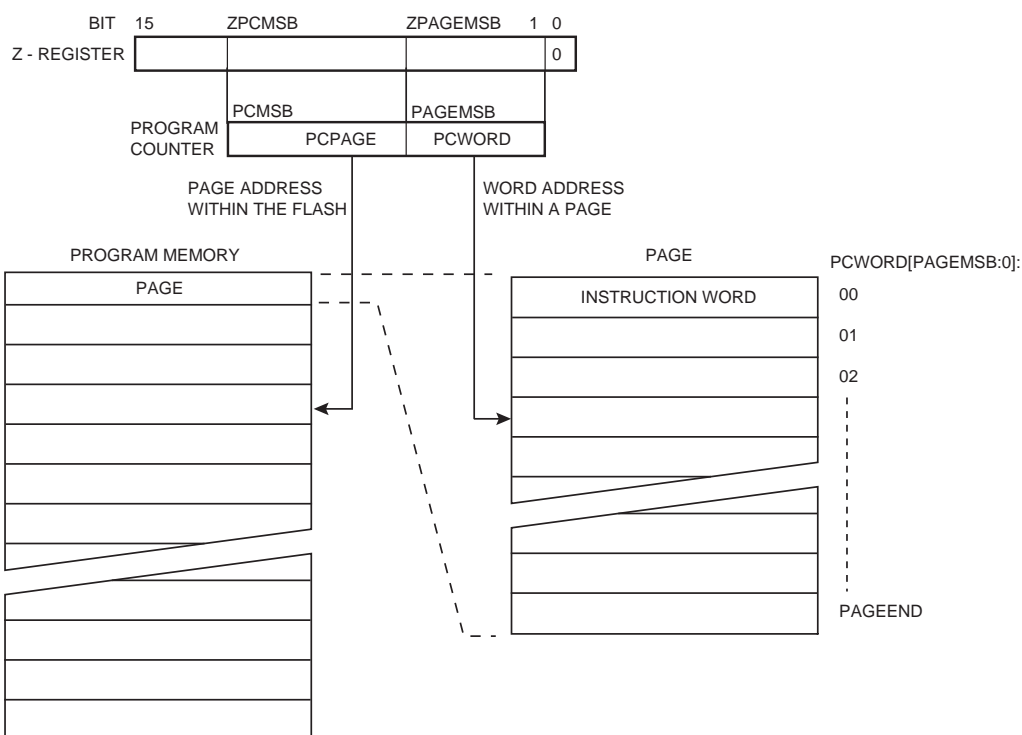 BIT 15 ZPCMSB ZPAGEMSB 1 0
Z - REGISTER 0
PCMSB PAGEMSB
PROGRAM
COUNTER
PCPAGE PCWORD
PAGE ADDRESS
WITHIN THE FLASH
WORD ADDRESS
WITHIN A PAGE
PROGRAM MEMORY
PAGE
PAGE
PCWORD[PAGEMSB:0]:
INSTRUCTION WORD
00
01
02
PAGEEND